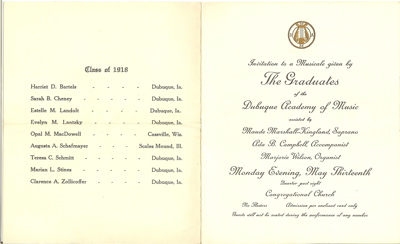 Class of 1918
Harriet D. Bartels - - - - Dubuque, Ia.
Sarah B. Cheney - - - - Dubuque, Ia.
Estelle M. Landolt - - - - Dubuque, Ia.
Evelyn M. Lantzky - - - - Dubuque, Ia.
Opal M. MacDowell - - - - Cassville, Wis.
Augusta A. Schafmayer - - - - Scales Mound, Ill.
Teresa C. Schmitt - - - - Dubuque, Ia.
Marian L. Stiens - - - - Dubuque, Ia.
Clarence A. Zollicoffer - - - - Dubuque, Ia.
Invitation to a Musicale given by
The Graduates
of the
Dubuque Academy of Music
assisted by
Maude Marshall-Kingland, Soprano
Ada B. Campbell, Accompanist
Marjorie Wilson, Organist
Monday Evening, May Thirteenth
Quarter past eight
Congregational Church
No Flowers Admission per enclosed card only
Guests will not be seated during the performance of any number